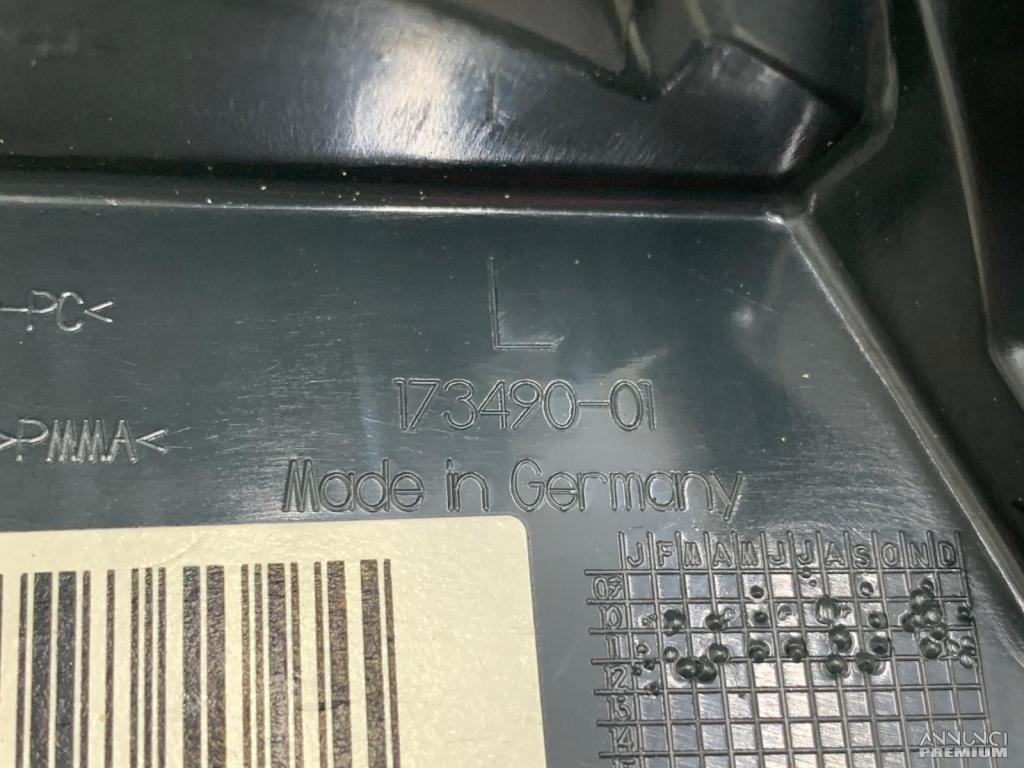 -PC<
L
173490-01
>PMMA<
Made in Germany
J F M A M J J A S O N D
09
10
11
12
13
14
ANNUNCI
PREMIUM